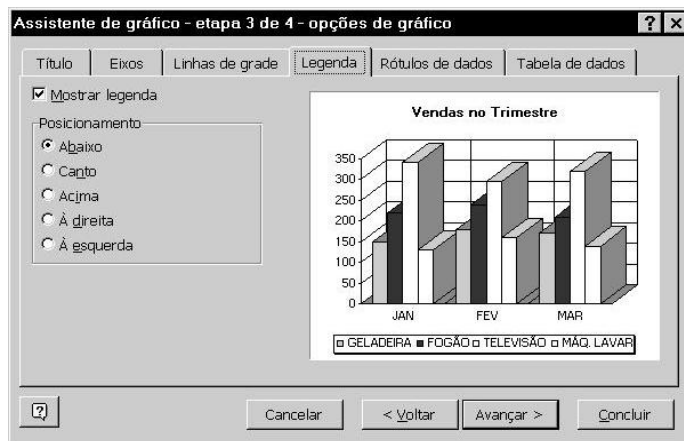 Assistente de gráfico - etapa 3 de 4 - opções de gráfico
Título Eixos Linhas de grade Legenda Rótulos de dados Tabela de dados
Mostrar legenda
Posicionamento
Abaixo
Canto
Acima
À direita
À esquerda
Vendas no Trimestre
350
300
250
200
150
100
50
0
JAN FEV MAR
GELADEIRA FOGÃO TELEVISÃO MÁQ. LAVAR
Cancelar < Voltar Avançar > Concluir